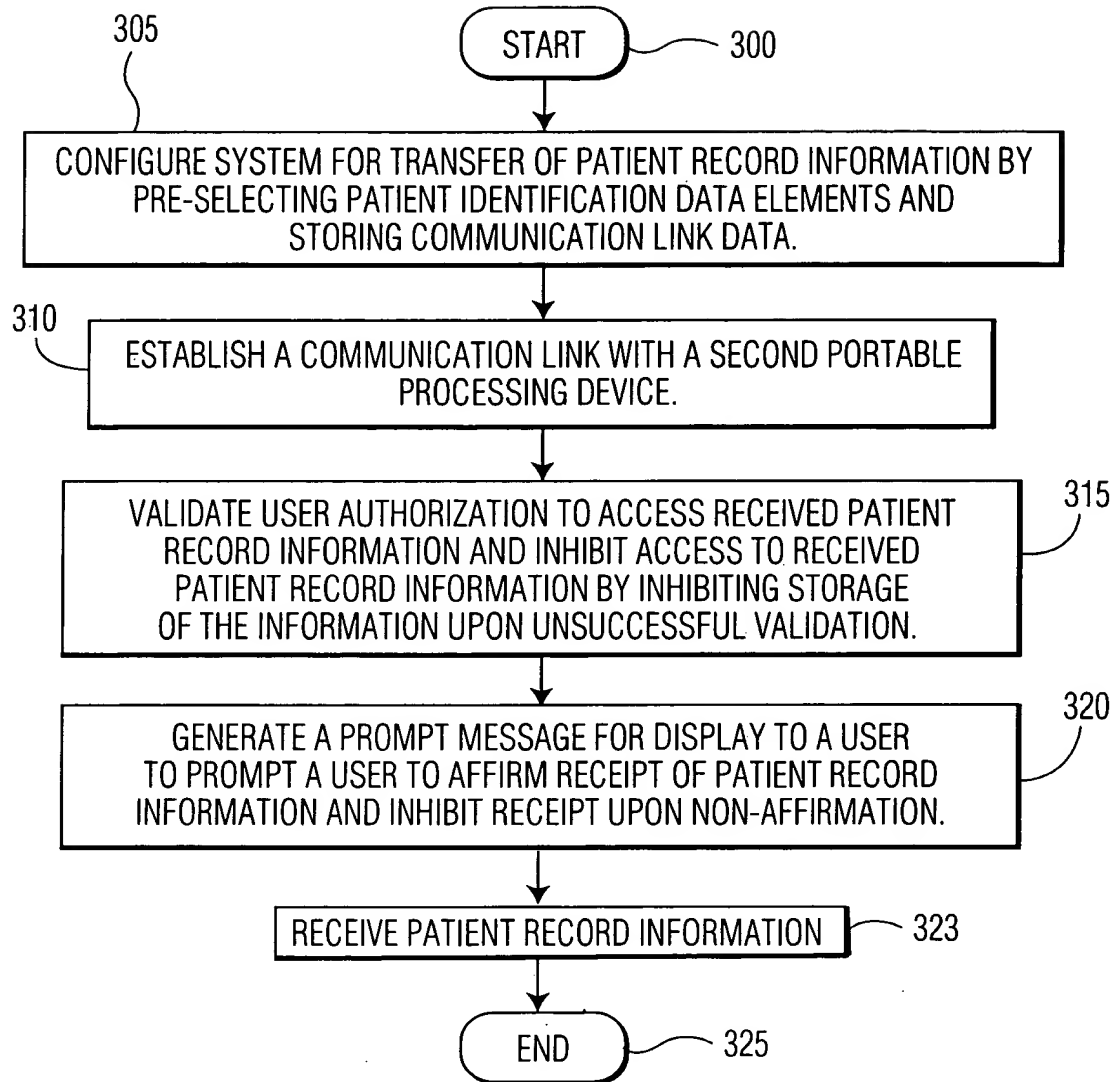 START
300
305
CONFIGURE SYSTEM FOR TRANSFER OF PATIENT RECORD INFORMATION BY
PRE-SELECTING PATIENT IDENTIFICATION DATA ELEMENTS AND
STORING COMMUNICATION LINK DATA.
310
ESTABLISH A COMMUNICATION LINK WITH A SECOND PORTABLE
PROCESSING DEVICE.
VALIDATE USER AUTHORIZATION TO ACCESS RECEIVED PATIENT
RECORD INFORMATION AND INHIBIT ACCESS TO RECEIVED
PATIENT RECORD INFORMATION BY INHIBITING STORAGE
OF THE INFORMATION UPON UNSUCCESSFUL VALIDATION.
315
GENERATE A PROMPT MESSAGE FOR DISPLAY TO A USER
TO PROMPT A USER TO AFFIRM RECEIPT OF PATIENT RECORD
INFORMATION AND INHIBIT RECEIPT UPON NON-AFFIRMATION.
320
RECEIVE PATIENT RECORD INFORMATION
323
END
325